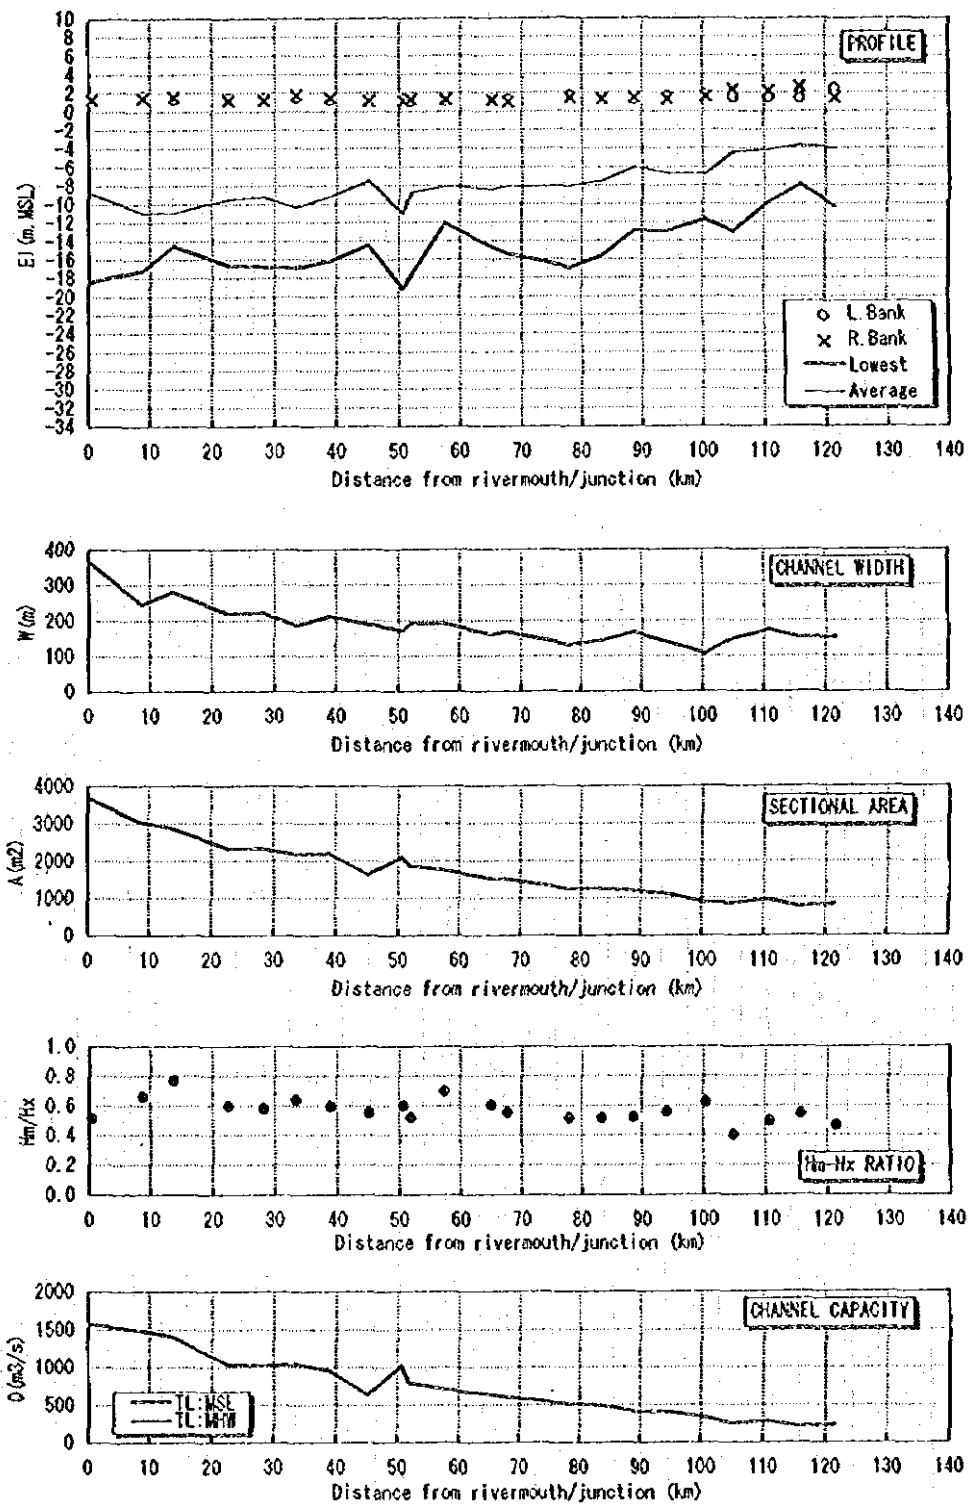 10
8
6
4
2
0
-2
-4
-6
-8
-10
-12
-14
-16
-18
-20
-22
-24
-26
-28
-30
-32
-34
El (m, MSL)
PROFILE
L. Bank
R. Bank
Lowest
Average
0 10 20 30 40 50 60 70 80 90 100 110 120 130 140
Distance from rivermouth/junction (km)
400
300
200
100
0
W(m)
CHANNEL WIDTH
0 10 20 30 40 50 60 70 80 90 100 110 120 130 140
Distance from rivermouth/junction (km)
4000
3000
2000
1000
0
A(m2)
SECTIONAL AREA
0 10 20 30 40 50 60 70 80 90 100 110 120 130 140
Distance from rivermouth/junction (km)
1.0
0.8
0.6
0.4
0.2
0.0
Hm/Hx
Hm-Hx RATIO
0 10 20 30 40 50 60 70 80 90 100 110 120 130 140
Distance from rivermouth/junction (km)
2000
1500
1000
500
0
Q(m3/s)
CHANNEL CAPACITY
TL:MSL
TL:MHW
0 10 20 30 40 50 60 70 80 90 100 110 120 130 140
Distance from rivermouth/junction (km)